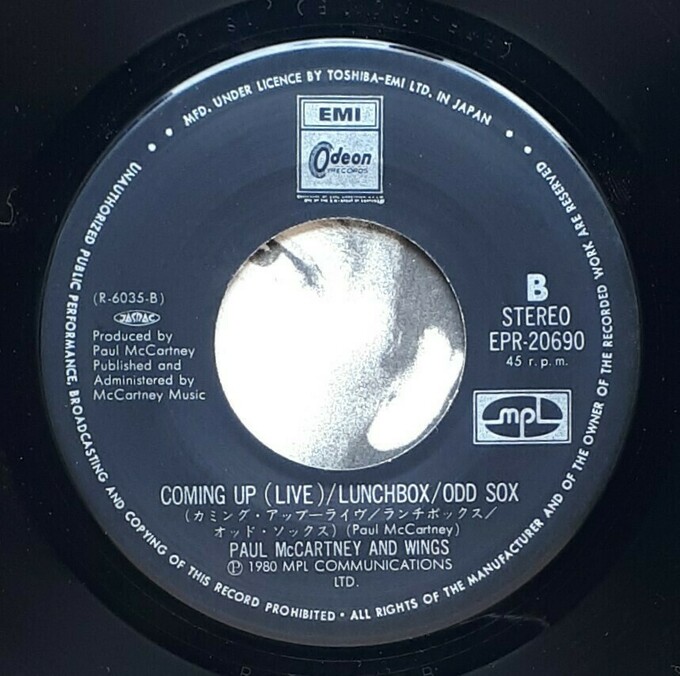 • • MFD. UNDER LICENCE BY TOSHIBA-EMI LTD. IN JAPAN • •
UNAUTHORIZED PUBLIC PERFORMANCE, BROADCASTING AND COPYING OF THIS RECORD PROHIBITED • ALL RIGHTS OF THE MANUFACTURER AND OF THE OWNER OF THE RECORDED WORK ARE RESERVED
EMI
Odeon
RECORDS
(R-6035-B)
JASRAC
Produced by
Paul McCartney
Published and
Administered by
McCartney Music
B
STEREO
EPR-20690
45 r.p.m.
MPL
COMING UP (LIVE)/LUNCHBOX/ODD SOX
(カミング・アップーライヴ/ランチボックス/
オッド・ソックス) (Paul McCartney)
PAUL McCARTNEY AND WINGS
Ⓟ 1980 MPL COMMUNICATIONS
LTD.